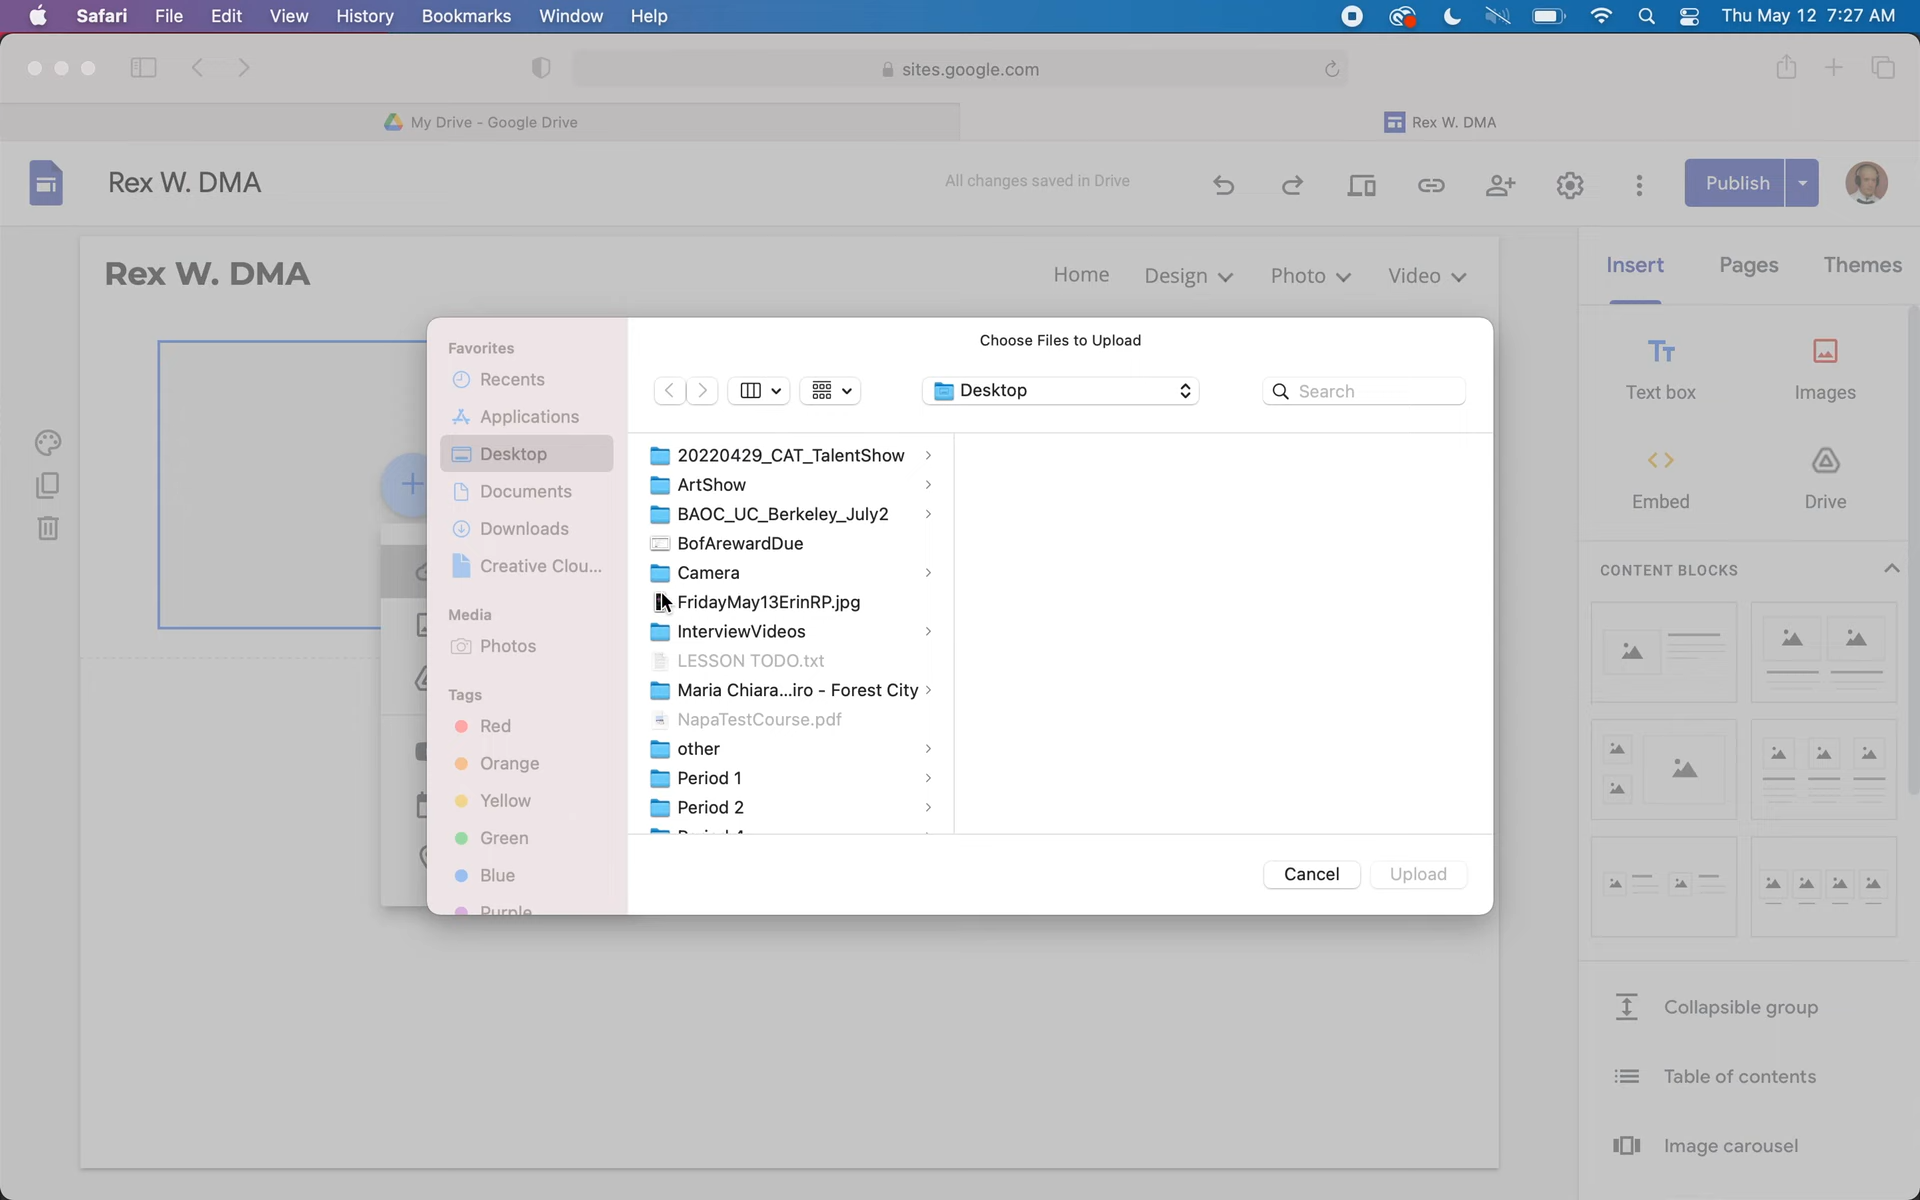 Safari File Edit View History Bookmarks Window Help Thu May 12 7:27 AM
sites.google.com
My Drive - Google Drive Rex W. DMA
Rex W. DMA All changes saved in Drive Publish
Rex W. DMA Home Design Photo Video
Insert Pages Themes
Choose Files to Upload
Desktop Search
Favorites
Recents
Applications
Desktop
Documents
Downloads
Creative Clou...
Media
Photos
Tags
Red
Orange
Yellow
Green
Blue
Purple
20220429_CAT_TalentShow
ArtShow
BAOC_UC_Berkeley_July2
BofArewardDue
Camera
FridayMay13ErinRP.jpg
InterviewVideos
LESSON TODO.txt
Maria Chiara...iro - Forest City
NapaTestCourse.pdf
other
Period 1
Period 2
Cancel Upload
Text box Images
Embed Drive
CONTENT BLOCKS
Collapsible group
Table of contents
Image carousel